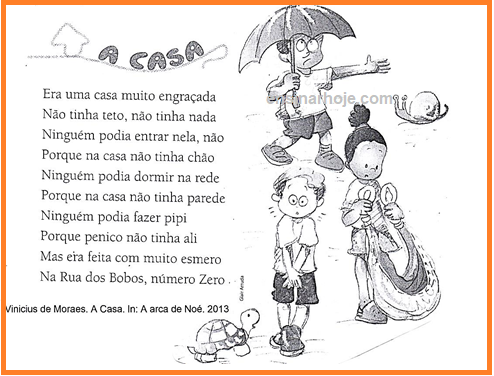 A CASA
Era uma casa muito engraçada
Não tinha teto, não tinha nada
Ninguém podia entrar nela, não
Porque na casa não tinha chão
Ninguém podia dormir na rede
Porque na casa não tinha parede
Ninguém podia fazer pipi
Porque penico não tinha ali
Mas era feita com muito esmero
Na Rua dos Bobos, número Zero
Vinicius de Moraes. A Casa. In: A arca de Noé. 2013
ensinarhoje.com
Glair Arruda